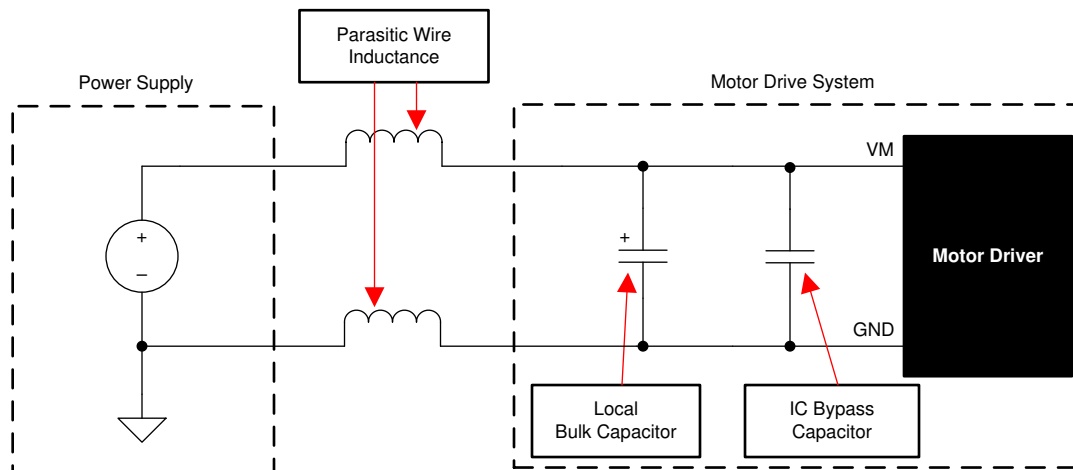 Parasitic Wire
Inductance
Power Supply
Motor Drive System
VM
+
–
+
Motor Driver
GND
Local
Bulk Capacitor
IC Bypass
Capacitor